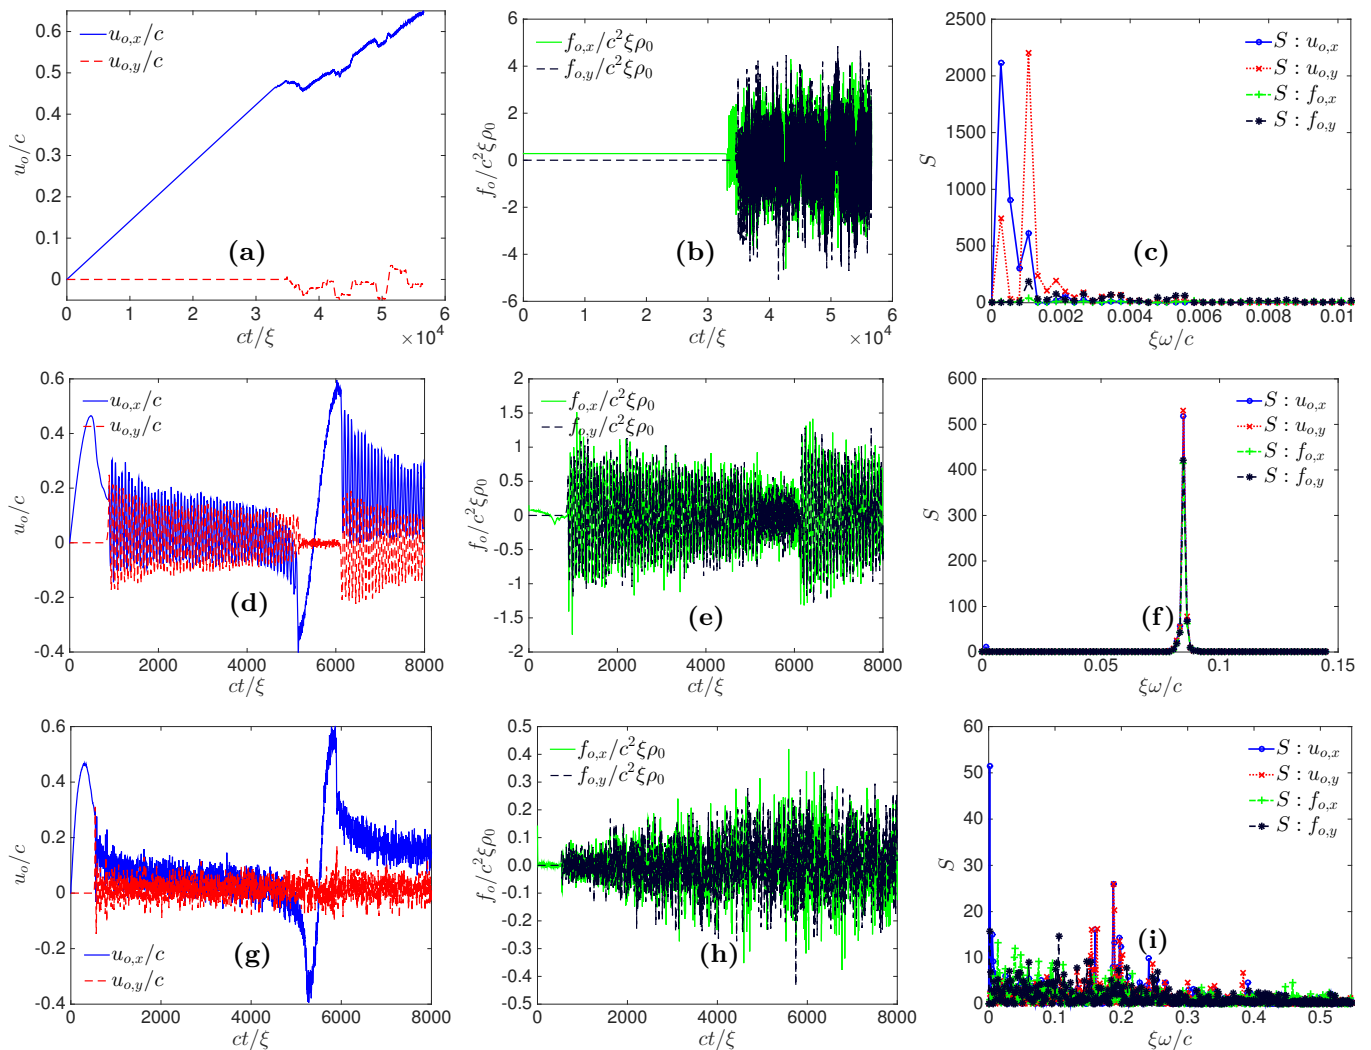 u_o/c
0.6
0.5
0.4
0.3
0.2
0.1
0
u_{o,x}/c
u_{o,y}/c
(a)
0 1 2 3 4 5 6
×10^4
ct/ξ
f_o/c^2ξρ_0
6
4
2
0
-2
-4
-6
f_{o,x}/c^2ξρ_0
f_{o,y}/c^2ξρ_0
(b)
0 1 2 3 4 5 6
×10^4
ct/ξ
S
2500
2000
1500
1000
500
0
S : u_{o,x}
S : u_{o,y}
S : f_{o,x}
S : f_{o,y}
(c)
0 0.002 0.004 0.006 0.008 0.01
ξω/c
u_o/c
0.6
0.4
0.2
0
-0.2
-0.4
u_{o,x}/c
u_{o,y}/c
(d)
0 2000 4000 6000 8000
ct/ξ
f_o/c^2ξρ_0
2
1.5
1
0.5
0
-0.5
-1
-1.5
-2
f_{o,x}/c^2ξρ_0
f_{o,y}/c^2ξρ_0
(e)
0 2000 4000 6000 8000
ct/ξ
S
600
500
400
300
200
100
0
S : u_{o,x}
S : u_{o,y}
S : f_{o,x}
S : f_{o,y}
(f)
0 0.05 0.1 0.15
ξω/c
u_o/c
0.6
0.4
0.2
0
-0.2
-0.4
u_{o,x}/c
u_{o,y}/c
(g)
0 2000 4000 6000 8000
ct/ξ
f_o/c^2ξρ_0
0.5
0.4
0.3
0.2
0.1
0.0
-0.1
-0.2
-0.3
-0.4
-0.5
f_{o,x}/c^2ξρ_0
f_{o,y}/c^2ξρ_0
(h)
0 2000 4000 6000 8000
ct/ξ
S
60
50
40
30
20
10
0
S : u_{o,x}
S : u_{o,y}
S : f_{o,x}
S : f_{o,y}
(i)
0 0.1 0.2 0.3 0.4 0.5
ξω/c